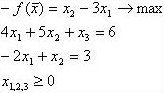 −f(x̄) = x₂ − 3x₁ → max
4x₁ + 5x₂ + x₃ = 6
−2x₁ + x₂ = 3
x₁,₂,₃ ≥ 0